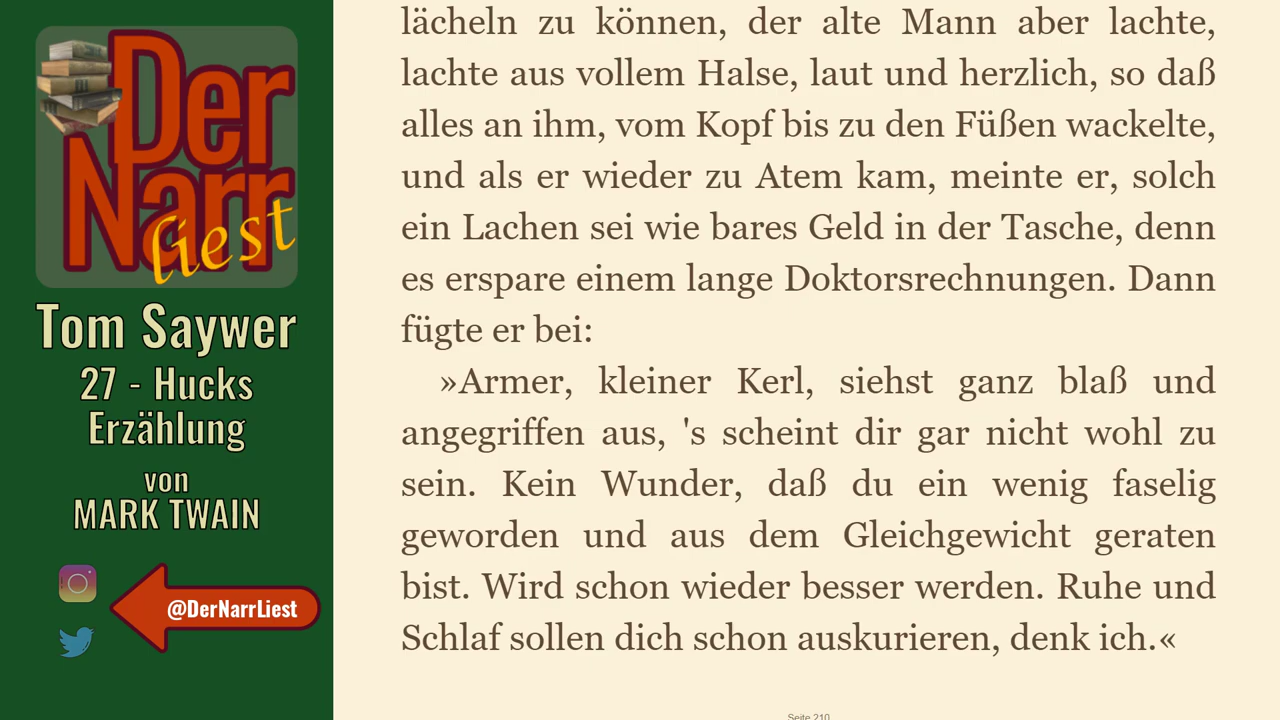 Der
Narr
liest
Tom Saywer
27 - Hucks
Erzählung
von
MARK TWAIN
@DerNarrLiest
lächeln zu können, der alte Mann aber lachte,
lachte aus vollem Halse, laut und herzlich, so daß
alles an ihm, vom Kopf bis zu den Füßen wackelte,
und als er wieder zu Atem kam, meinte er, solch
ein Lachen sei wie bares Geld in der Tasche, denn
es erspare einem lange Doktorsrechnungen. Dann
fügte er bei:
»Armer, kleiner Kerl, siehst ganz blaß und
angegriffen aus, 's scheint dir gar nicht wohl zu
sein. Kein Wunder, daß du ein wenig faselig
geworden und aus dem Gleichgewicht geraten
bist. Wird schon wieder besser werden. Ruhe und
Schlaf sollen dich schon auskurieren, denk ich.«
Seite 210